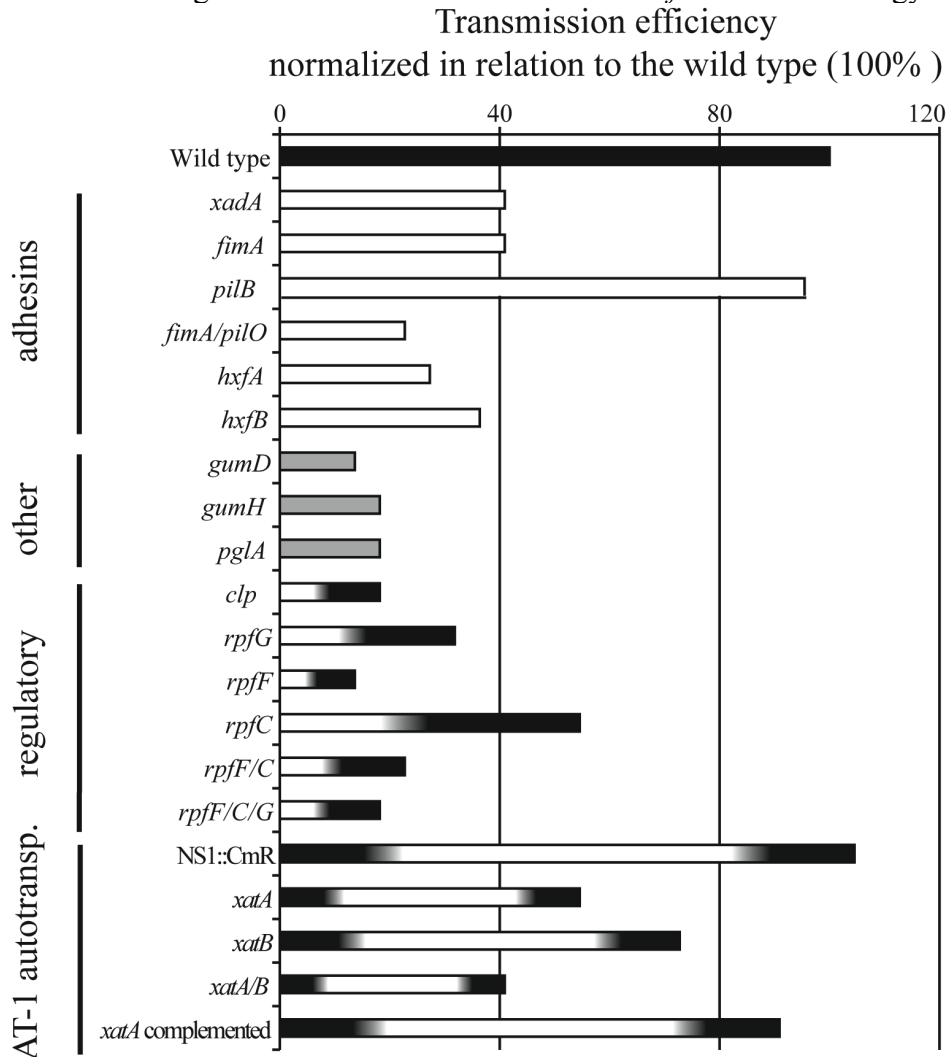 Transmission efficiency
normalized in relation to the wild type (100% )
0 40 80 120
Wild type
adhesins
xadA
fimA
pilB
fimA/pilO
hxfA
hxfB
other
gumD
gumH
pglA
regulatory
clp
rpfG
rpfF
rpfC
rpfF/C
rpfF/C/G
AT-1 autotransp.
NS1::CmR
xatA
xatB
xatA/B
xatA complemented